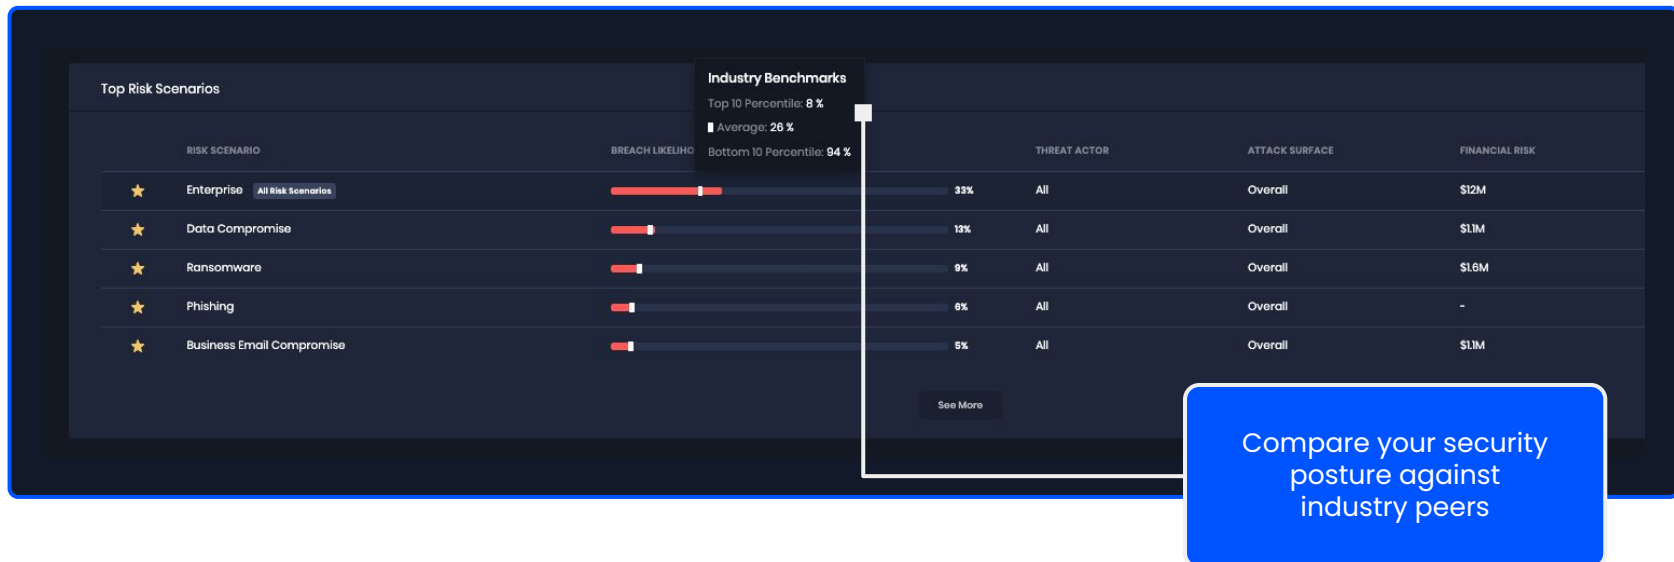 Top Risk Scenarios
Industry Benchmarks
Top 10 Percentile: 8 %
Average: 26 %
Bottom 10 Percentile: 94 %
RISK SCENARIO BREACH THREAT ACTOR ATTACK SURFACE FINANCIAL RISK
Enterprise All Risk Scenarios 33% All Overall $12M
Data Compromise 13% All Overall $1.1M
Ransomware 9% All Overall $1.6M
Phishing 6% All Overall -
Business Email Compromise 5% All Overall $1.1M
See More
Compare your security
posture against
industry peers